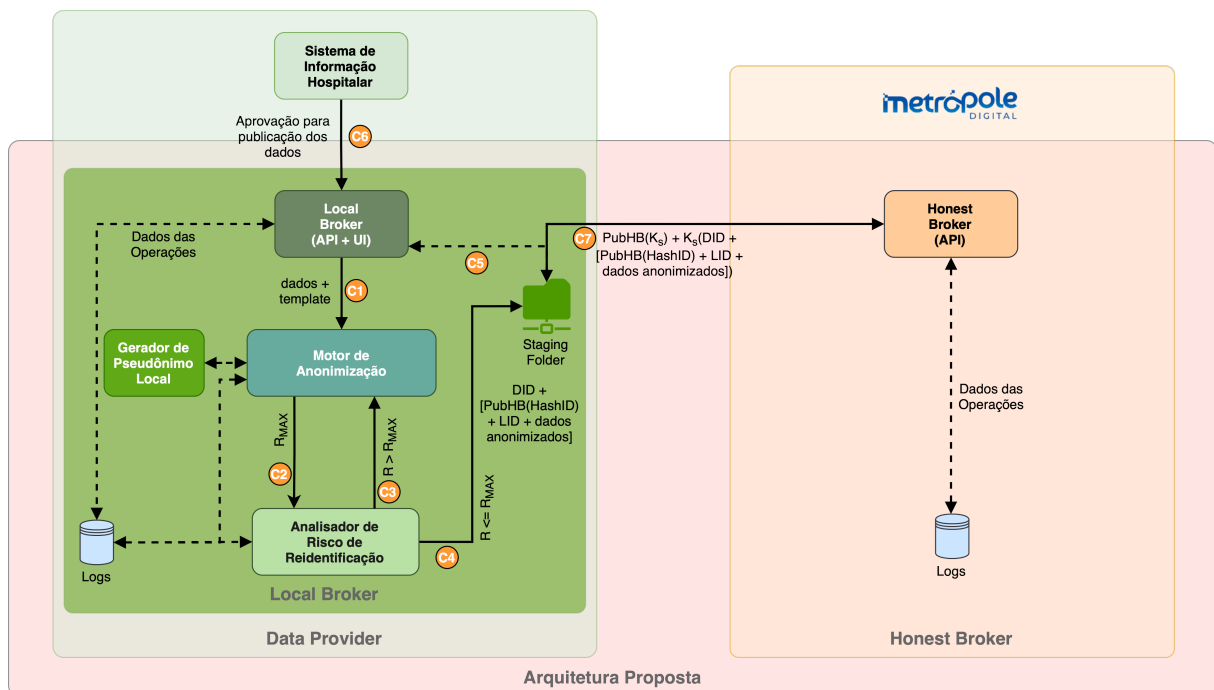 Sistema de
Informação
Hospitalar
metrópole
DIGITAL
Aprovação para
publicação dos
dados
C6
Local
Broker
(API + UI)
Honest
Broker
(API)
Dados das
Operações
C7
PubHB(Ks) + Ks(DID +
[PubHB(HashID) + LID +
dados anonimizados])
C5
dados +
template
C1
Staging
Folder
Gerador de
Pseudônimo
Local
Motor de
Anonimização
DID +
[PubHB(HashID)
+ LID + dados
anonimizados]
Dados das
Operações
RMAX
C2
R > RMAX
C3
R <= RMAX
C4
Analisador de
Risco de
Reidentificação
Logs
Logs
Local Broker
Data Provider
Honest Broker
Arquitetura Proposta